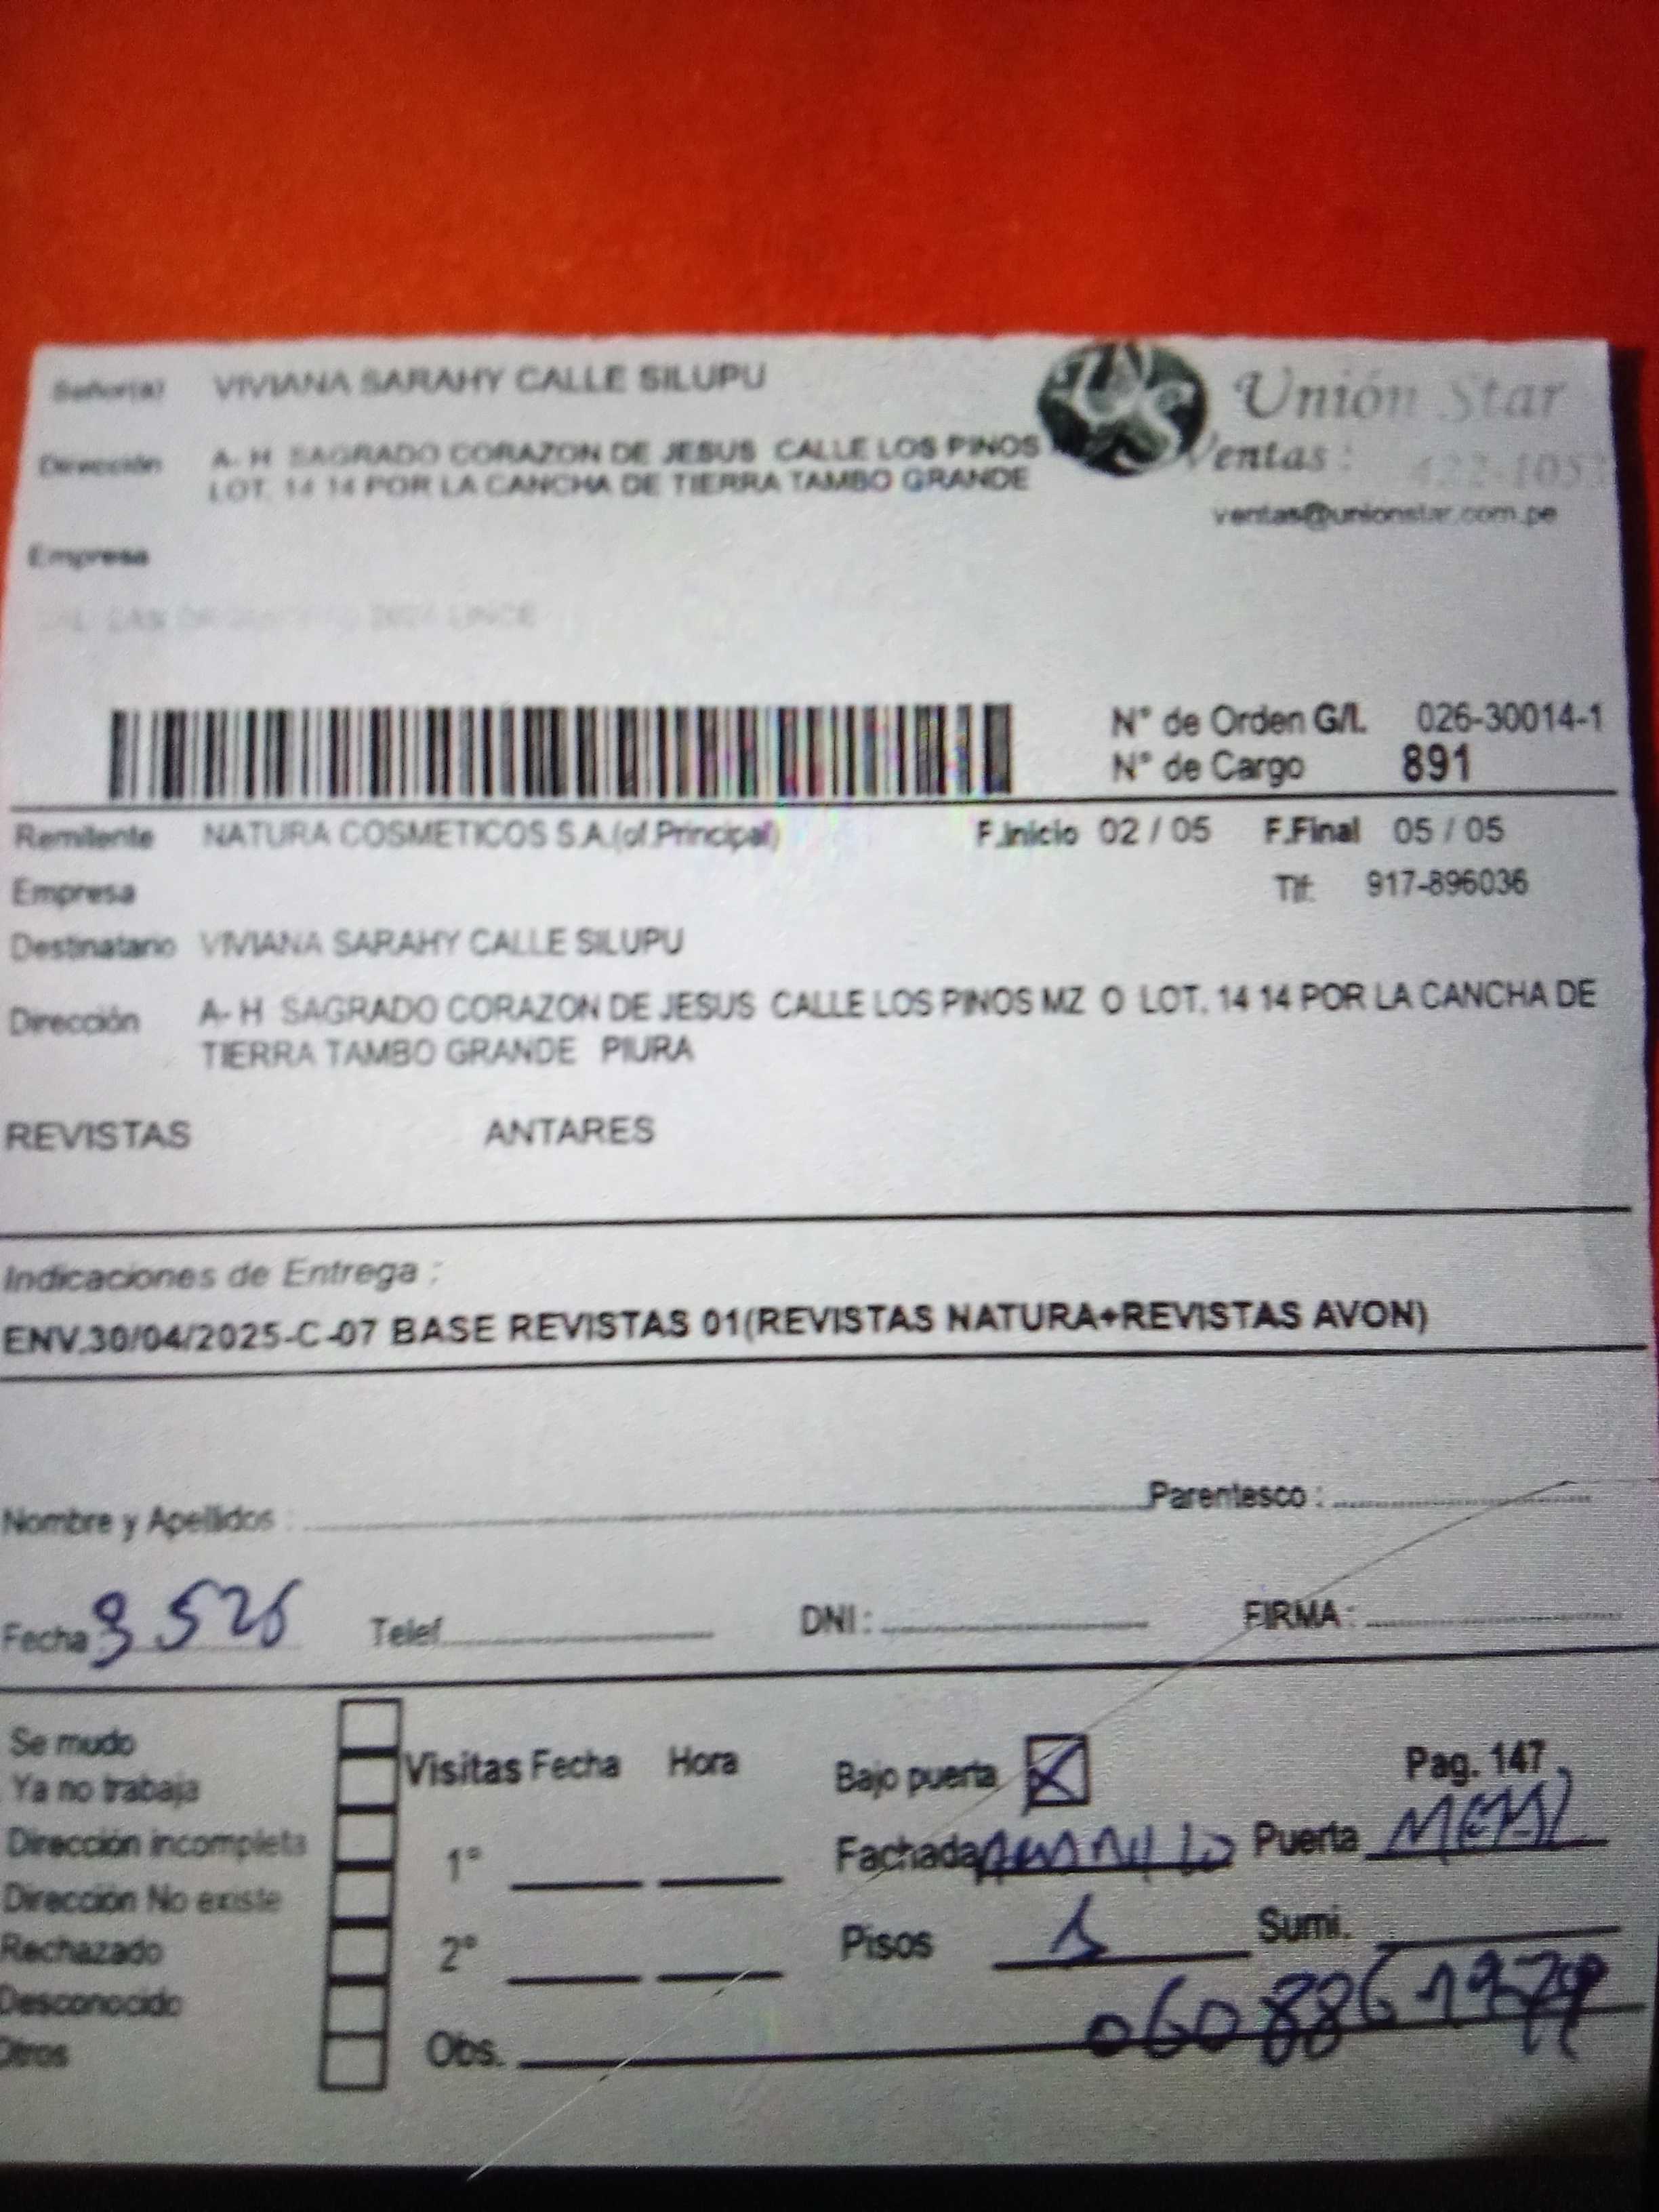 Señor(a) VIVIANA SARAHY CALLE SILUPU
Unión Star
Dirección A- H SAGRADO CORAZON DE JESUS CALLE LOS PINOS
LOT. 14 14 POR LA CANCHA DE TIERRA TAMBO GRANDE
Ventas : 422-105
ventas@unionstar.com.pe
Empresa
LINCE
N° de Orden G/L 026-30014-1
N° de Cargo 891
Remitente NATURA COSMETICOS S.A.(of.Principal) F.Inicio 02 / 05 F.Final 05 / 05
Empresa Tlf: 917-896036
Destinatario VIVIANA SARAHY CALLE SILUPU
Dirección A- H SAGRADO CORAZON DE JESUS CALLE LOS PINOS MZ O LOT. 14 14 POR LA CANCHA DE
TIERRA TAMBO GRANDE PIURA
REVISTAS ANTARES
Indicaciones de Entrega :
ENV.30/04/2025-C-07 BASE REVISTAS 01(REVISTAS NATURA+REVISTAS AVON)
Nombre y Apellidos : Parentesco :
Fecha 3 5 25 Telef. DNI : FIRMA :
Se mudo
Ya no trabaja
Dirección incompleta
Dirección No existe
Rechazado
Desconocido
Otros
Visitas Fecha Hora
1°
2°
Obs.
Bajo puerta X Pag. 147
Fachada Puerta
Pisos 1 Sumi.